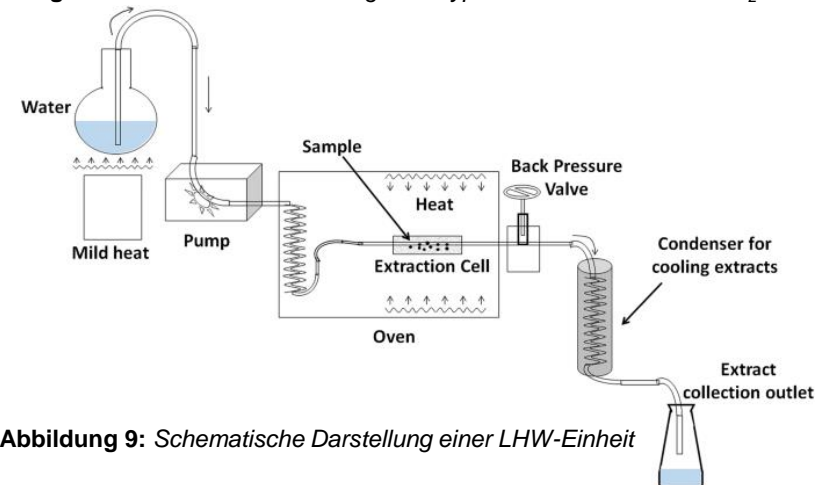 Water
Sample
Back Pressure
Valve
Heat
Mild heat
Pump
Extraction Cell
Condenser for
cooling extracts
Oven
Extract
collection outlet
Abbildung 9: Schematische Darstellung einer LHW-Einheit